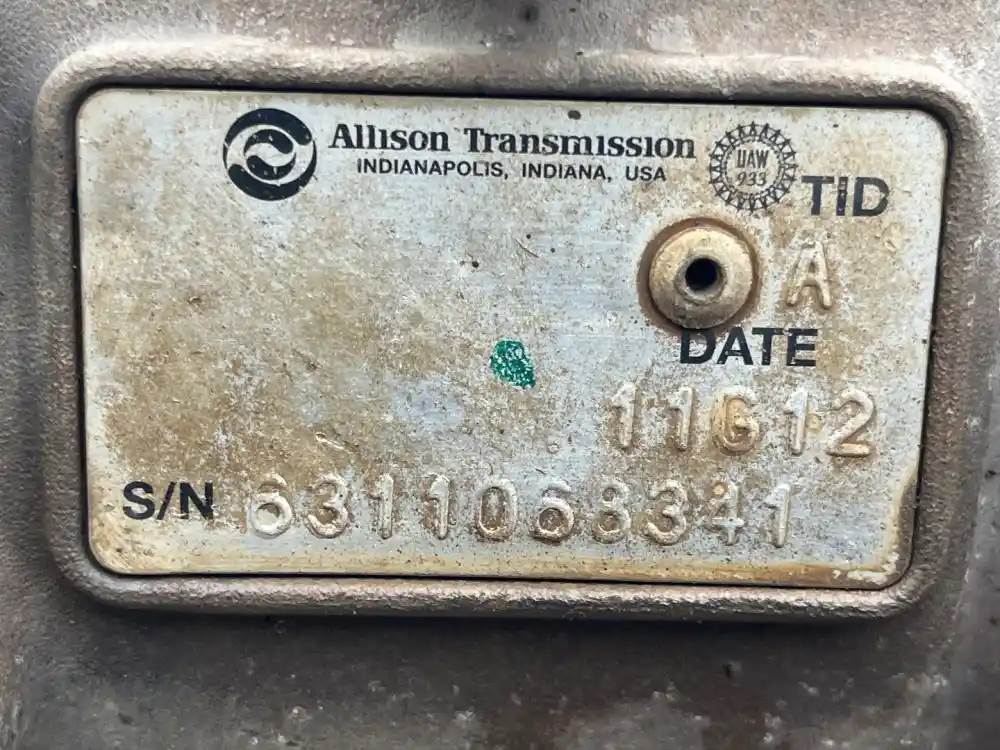 Allison Transmission
INDIANAPOLIS, INDIANA, USA
UAW
933
TID
A
DATE
11G12
S/N 6311068341